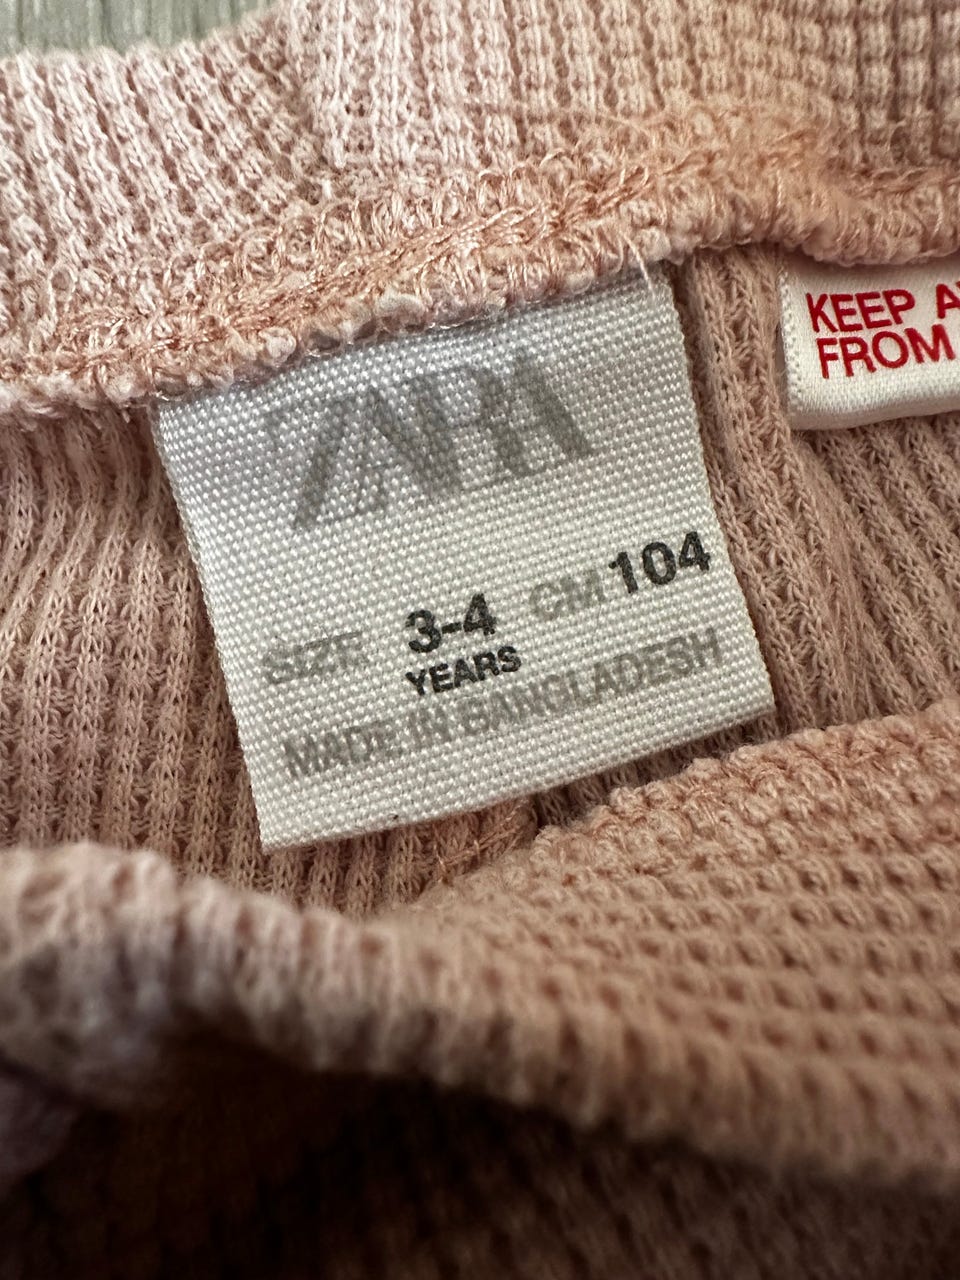 ZARA
SIZE 3-4 CM 104
YEARS
MADE IN BANGLADESH
KEEP
FROM